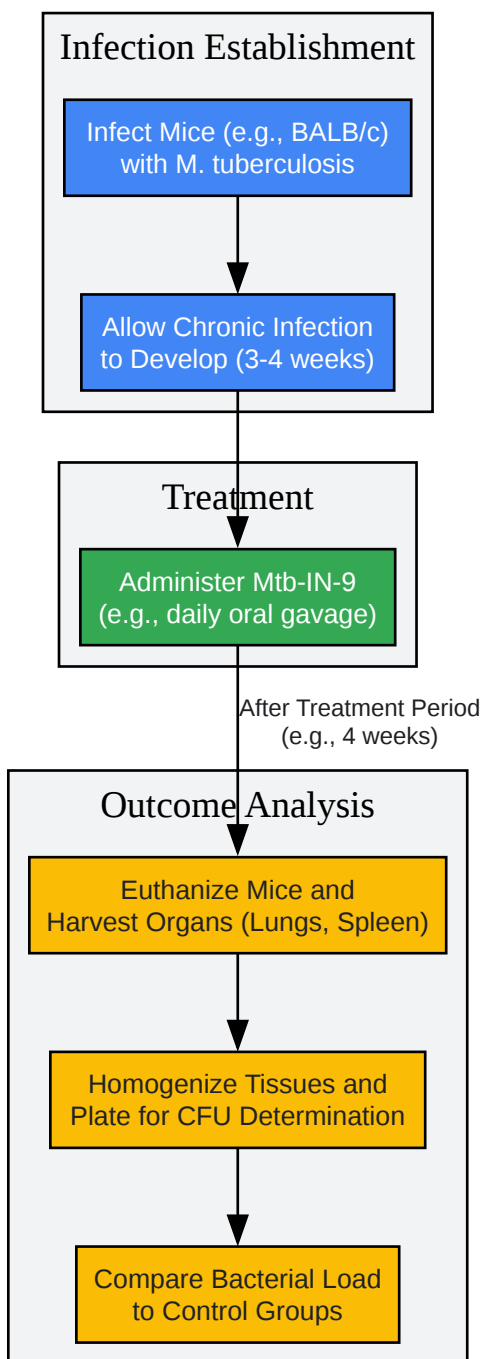 Infection Establishment
Infect Mice (e.g., BALB/c)
with M. tuberculosis
Allow Chronic Infection
to Develop (3-4 weeks)
Treatment
Administer Mtb-IN-9
(e.g., daily oral gavage)
After Treatment Period
(e.g., 4 weeks)
Outcome Analysis
Euthanize Mice and
Harvest Organs (Lungs, Spleen)
Homogenize Tissues and
Plate for CFU Determination
Compare Bacterial Load
to Control Groups